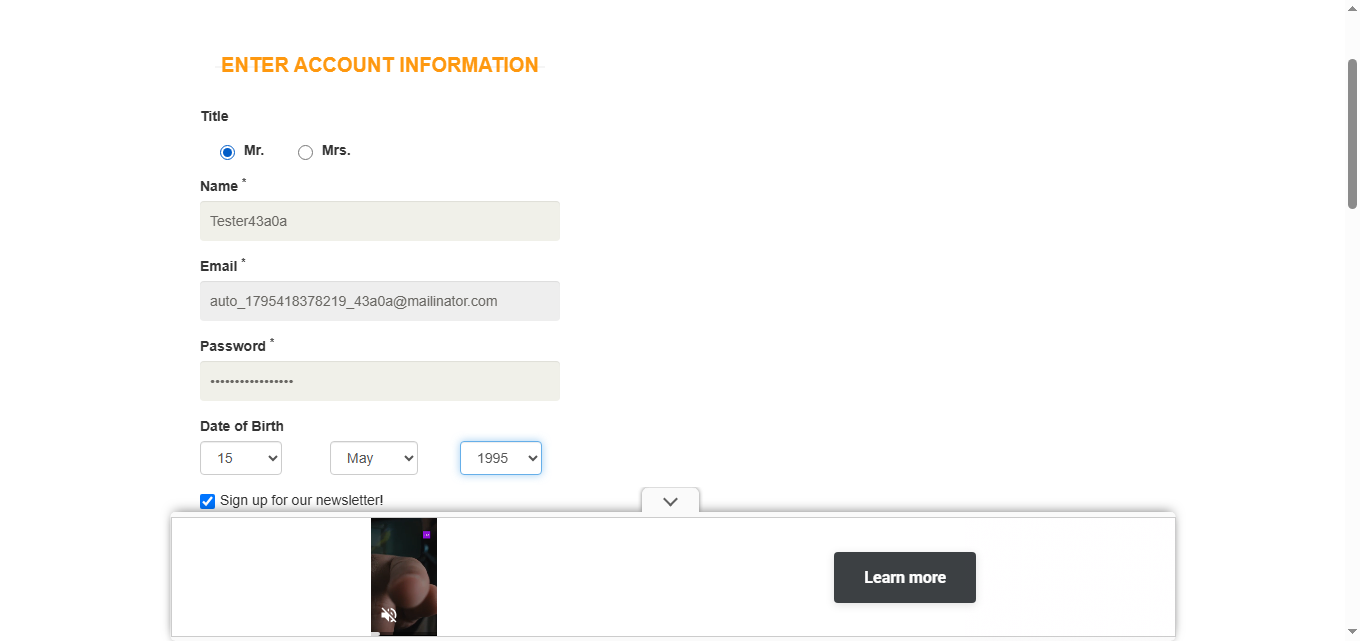 ENTER ACCOUNT INFORMATION
Title
Mr. Mrs.
Name *
Tester43a0a
Email *
auto_1795418378219_43a0a@mailinator.com
Password *
•••••••••••••••••
Date of Birth
15 May 1995
Sign up for our newsletter!
Learn more